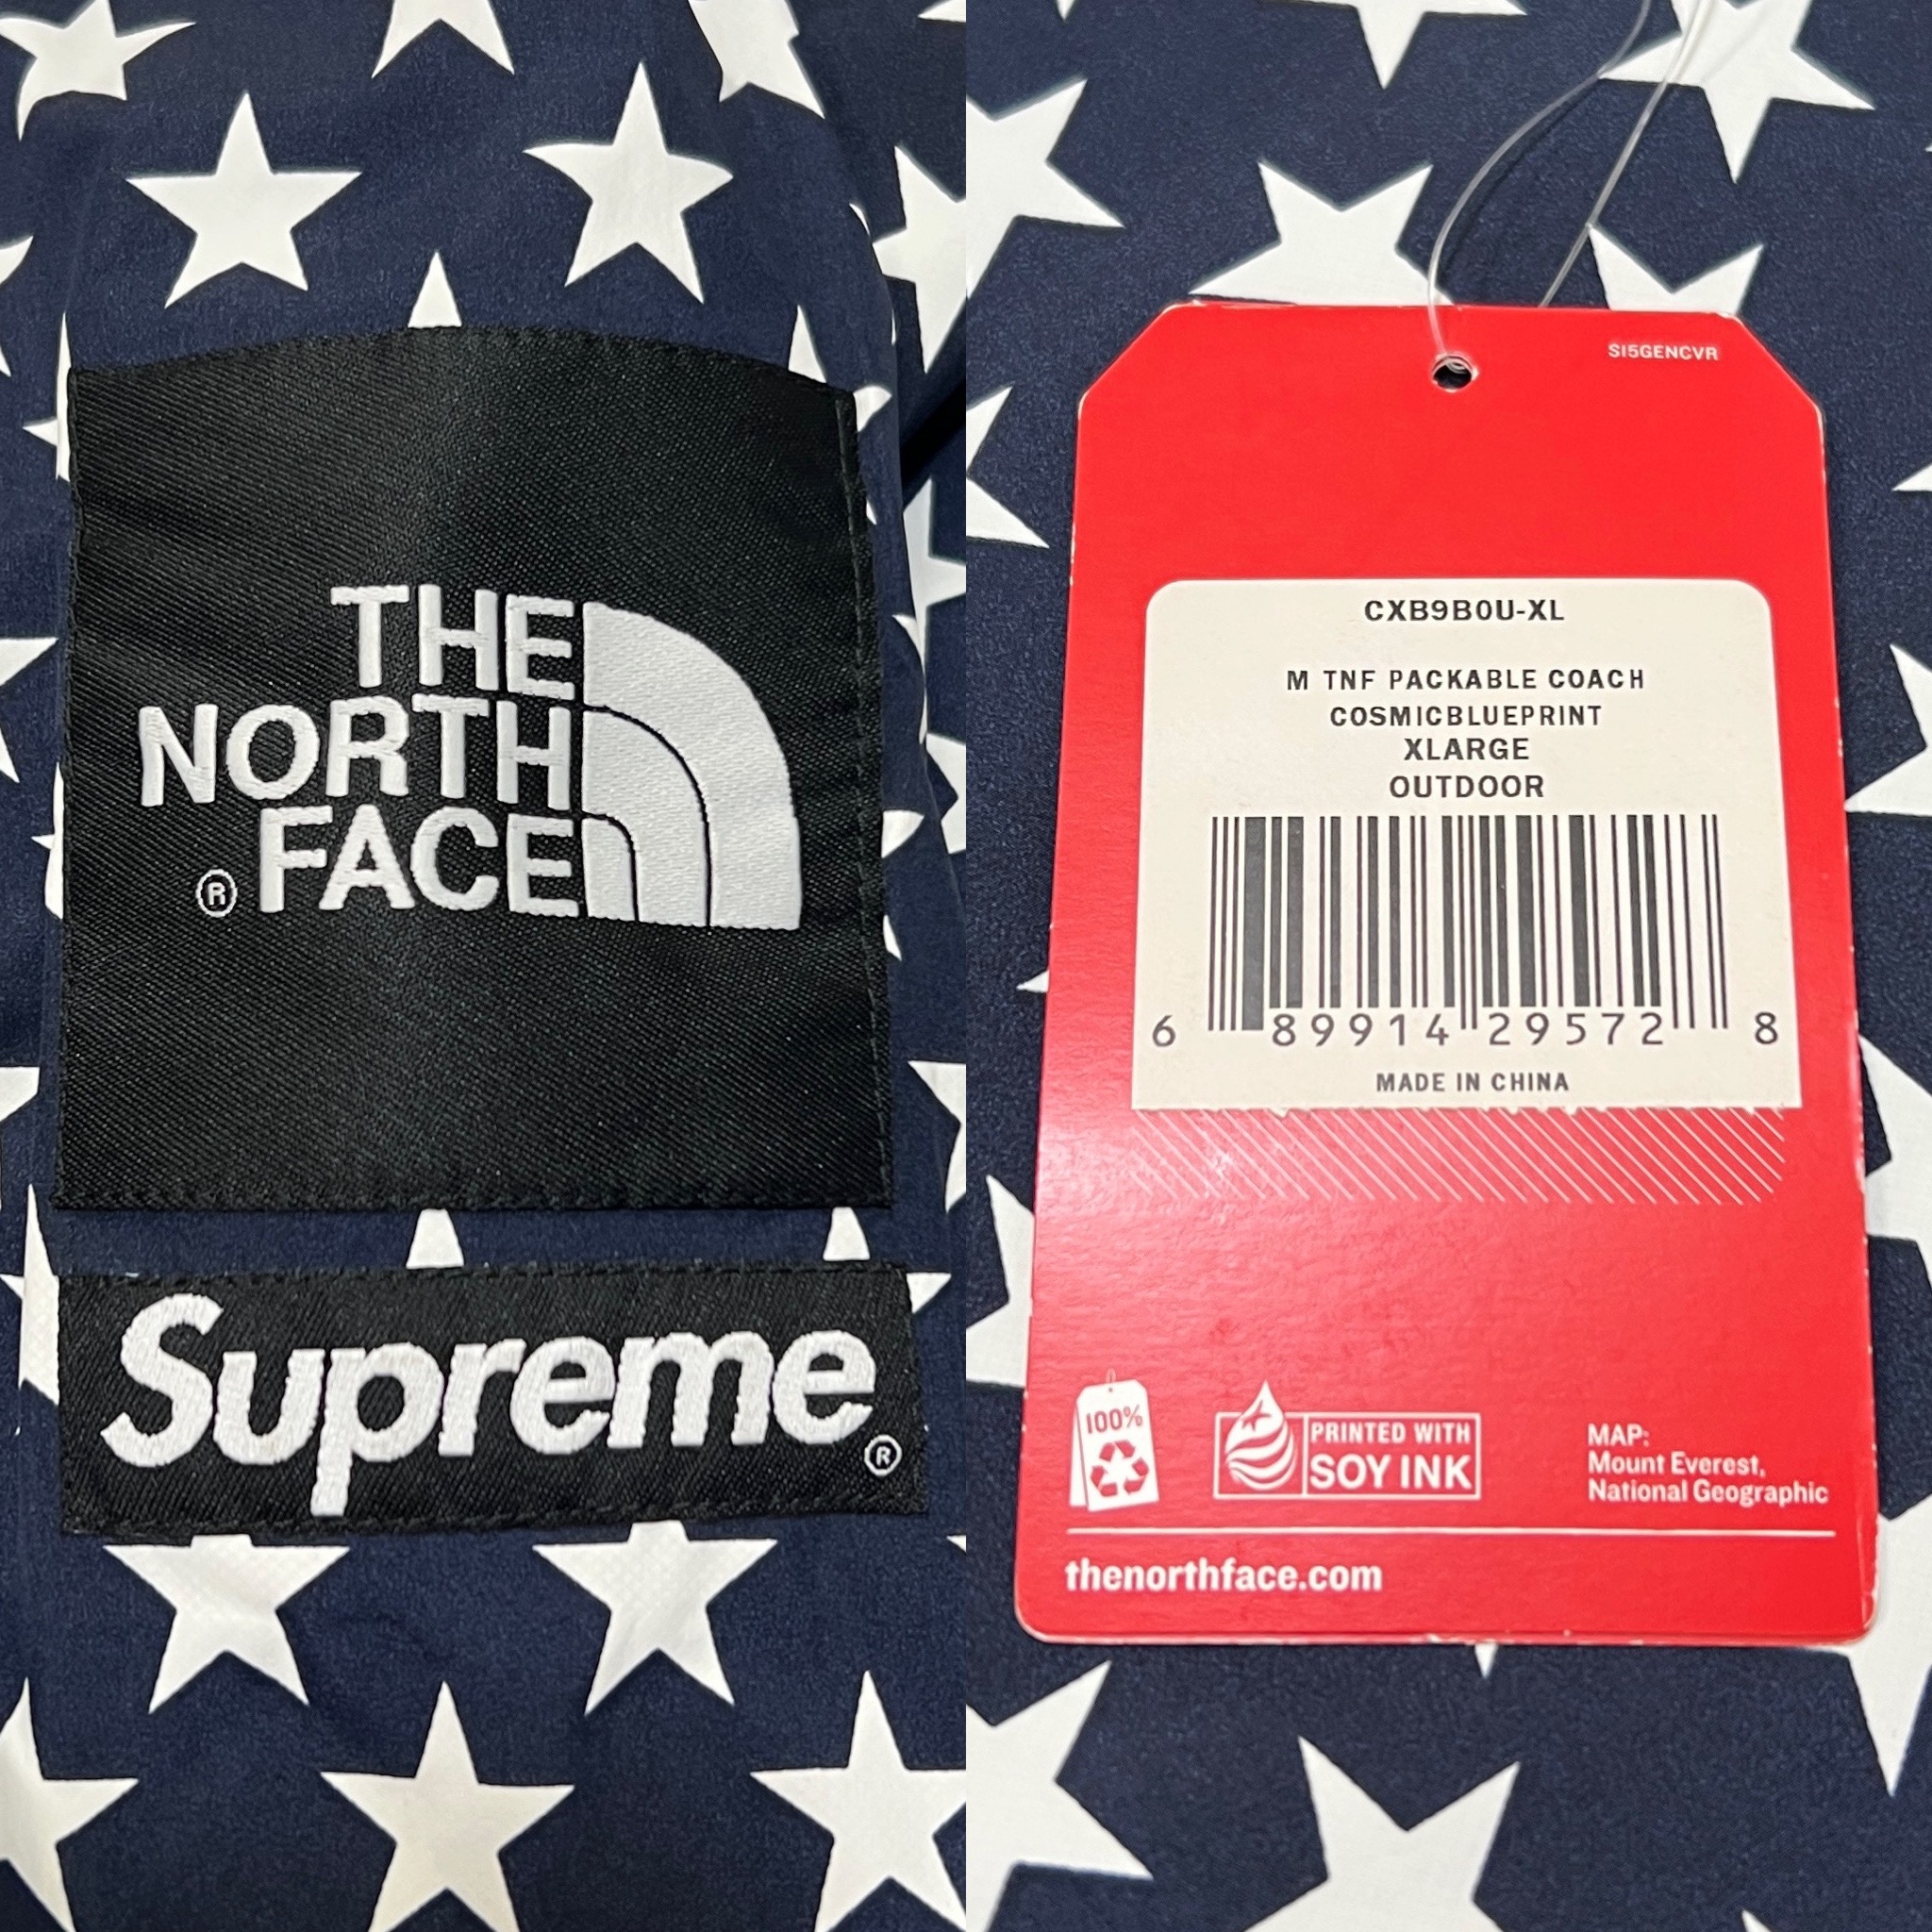 THE
NORTH
FACE
®
Supreme
®
SI5GENCVR
CXB9B0U-XL
M TNF PACKABLE COACH
COSMICBLUEPRINT
XLARGE
OUTDOOR
6 89914 29572 8
MADE IN CHINA
100%
PRINTED WITH
SOY INK
MAP:
Mount Everest,
National Geographic
thenorthface.com